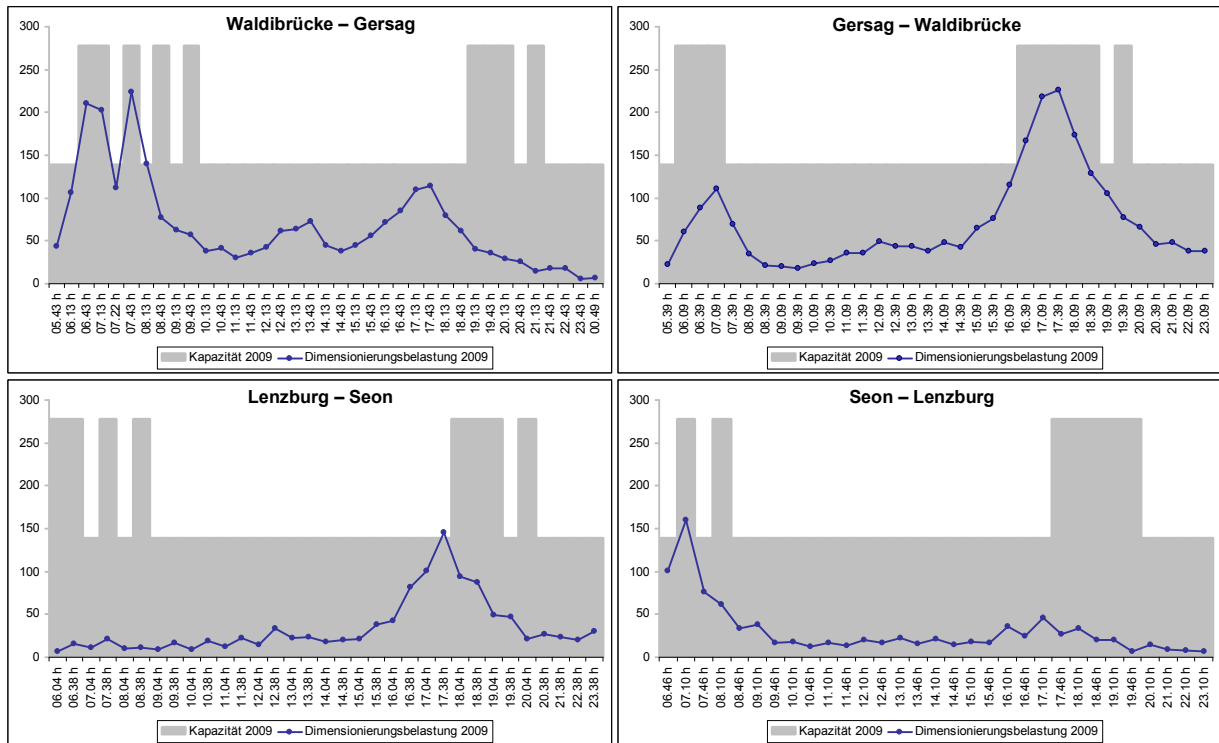 Waldibrücke – Gersag
300
250
200
150
100
50
0
05.43 h
06.13 h
06.43 h
07.13 h
07.22 h
07.43 h
08.13 h
08.43 h
09.13 h
09.43 h
10.13 h
10.43 h
11.13 h
11.43 h
12.13 h
12.43 h
13.13 h
13.43 h
14.13 h
14.43 h
15.13 h
15.43 h
16.13 h
16.43 h
17.13 h
17.43 h
18.13 h
18.43 h
19.13 h
19.43 h
20.13 h
20.43 h
21.13 h
21.43 h
22.43 h
23.43 h
00.49 h
Kapazität 2009 Dimensionierungsbelastung 2009
Gersag – Waldibrücke
300
250
200
150
100
50
0
05.39 h
06.09 h
06.39 h
07.09 h
07.39 h
08.09 h
08.39 h
09.09 h
09.39 h
10.09 h
10.39 h
11.09 h
11.39 h
12.09 h
12.39 h
13.09 h
13.39 h
14.09 h
14.39 h
15.09 h
15.39 h
16.09 h
16.39 h
17.09 h
17.39 h
18.09 h
18.39 h
19.09 h
19.39 h
20.09 h
20.39 h
21.09 h
22.09 h
23.09 h
Kapazität 2009 Dimensionierungsbelastung 2009
Lenzburg – Seon
300
250
200
150
100
50
0
06.04 h
06.38 h
07.04 h
07.38 h
08.04 h
08.38 h
09.04 h
09.38 h
10.04 h
10.38 h
11.04 h
11.38 h
12.04 h
12.38 h
13.04 h
13.38 h
14.04 h
14.38 h
15.04 h
15.38 h
16.04 h
16.38 h
17.04 h
17.38 h
18.04 h
18.38 h
19.04 h
19.38 h
20.04 h
20.38 h
21.38 h
22.38 h
23.38 h
Kapazität 2009 Dimensionierungsbelastung 2009
Seon – Lenzburg
300
250
200
150
100
50
0
06.46 h
07.10 h
07.46 h
08.10 h
08.46 h
09.10 h
09.46 h
10.10 h
10.46 h
11.10 h
11.46 h
12.10 h
12.46 h
13.10 h
13.46 h
14.10 h
14.46 h
15.10 h
15.46 h
16.10 h
16.46 h
17.10 h
17.46 h
18.10 h
18.46 h
19.10 h
19.46 h
20.10 h
21.10 h
22.10 h
23.10 h
Kapazität 2009 Dimensionierungsbelastung 2009